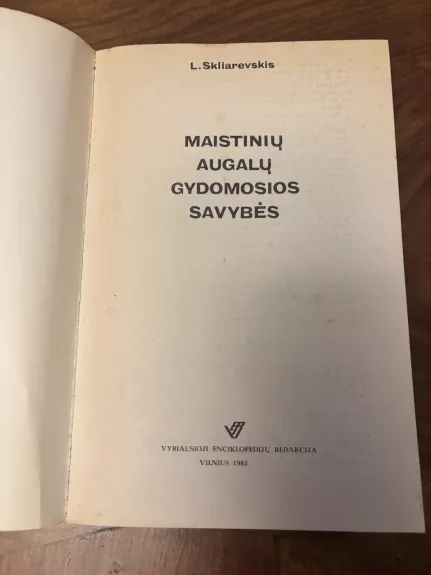 L. Skliarevskis
MAISTINIŲ
AUGALŲ
GYDOMOSIOS
SAVYBĖS
VYRIAUSIOJI ENCIKLOPEDIJŲ REDAKCIJA
VILNIUS 1985